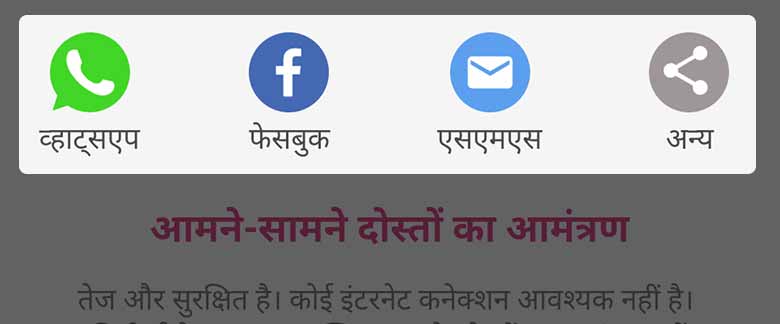 व्हाट्सएप फेसबुक एसएमएस अन्य
आमने-सामने दोस्तों का आमंत्रण
तेज और सुरक्षित है। कोई इंटरनेट कनेक्शन आवश्यक नहीं है।